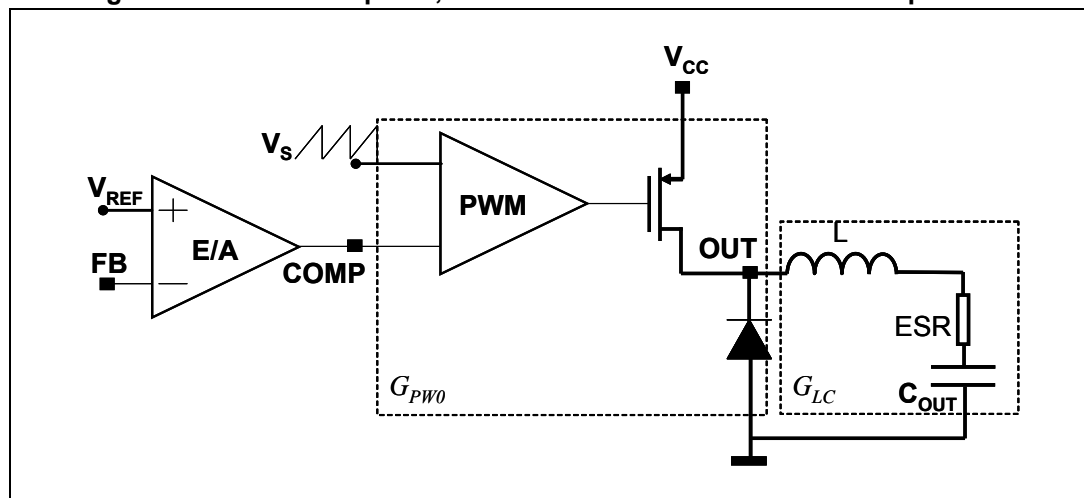 V_CC
V_S
V_REF
+
PWM
E/A
FB
−
COMP
OUT
L
ESR
C_OUT
G_PW0
G_LC